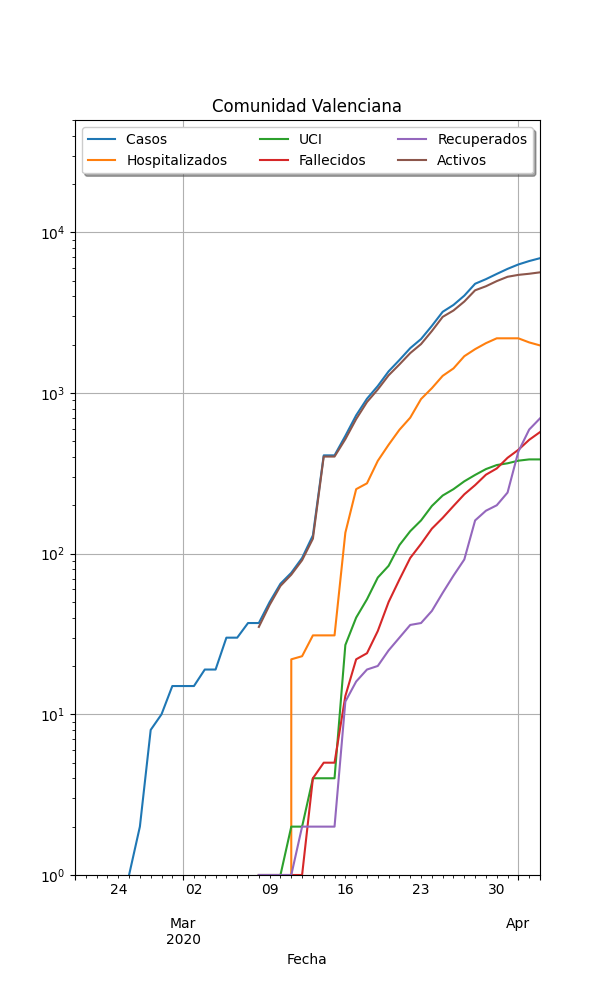 Comunidad Valenciana
Casos UCI Recuperados
Hospitalizados Fallecidos Activos
10^4
10^3
10^2
10^1
10^0
24 02 09 16 23 30
Mar Apr
2020
Fecha